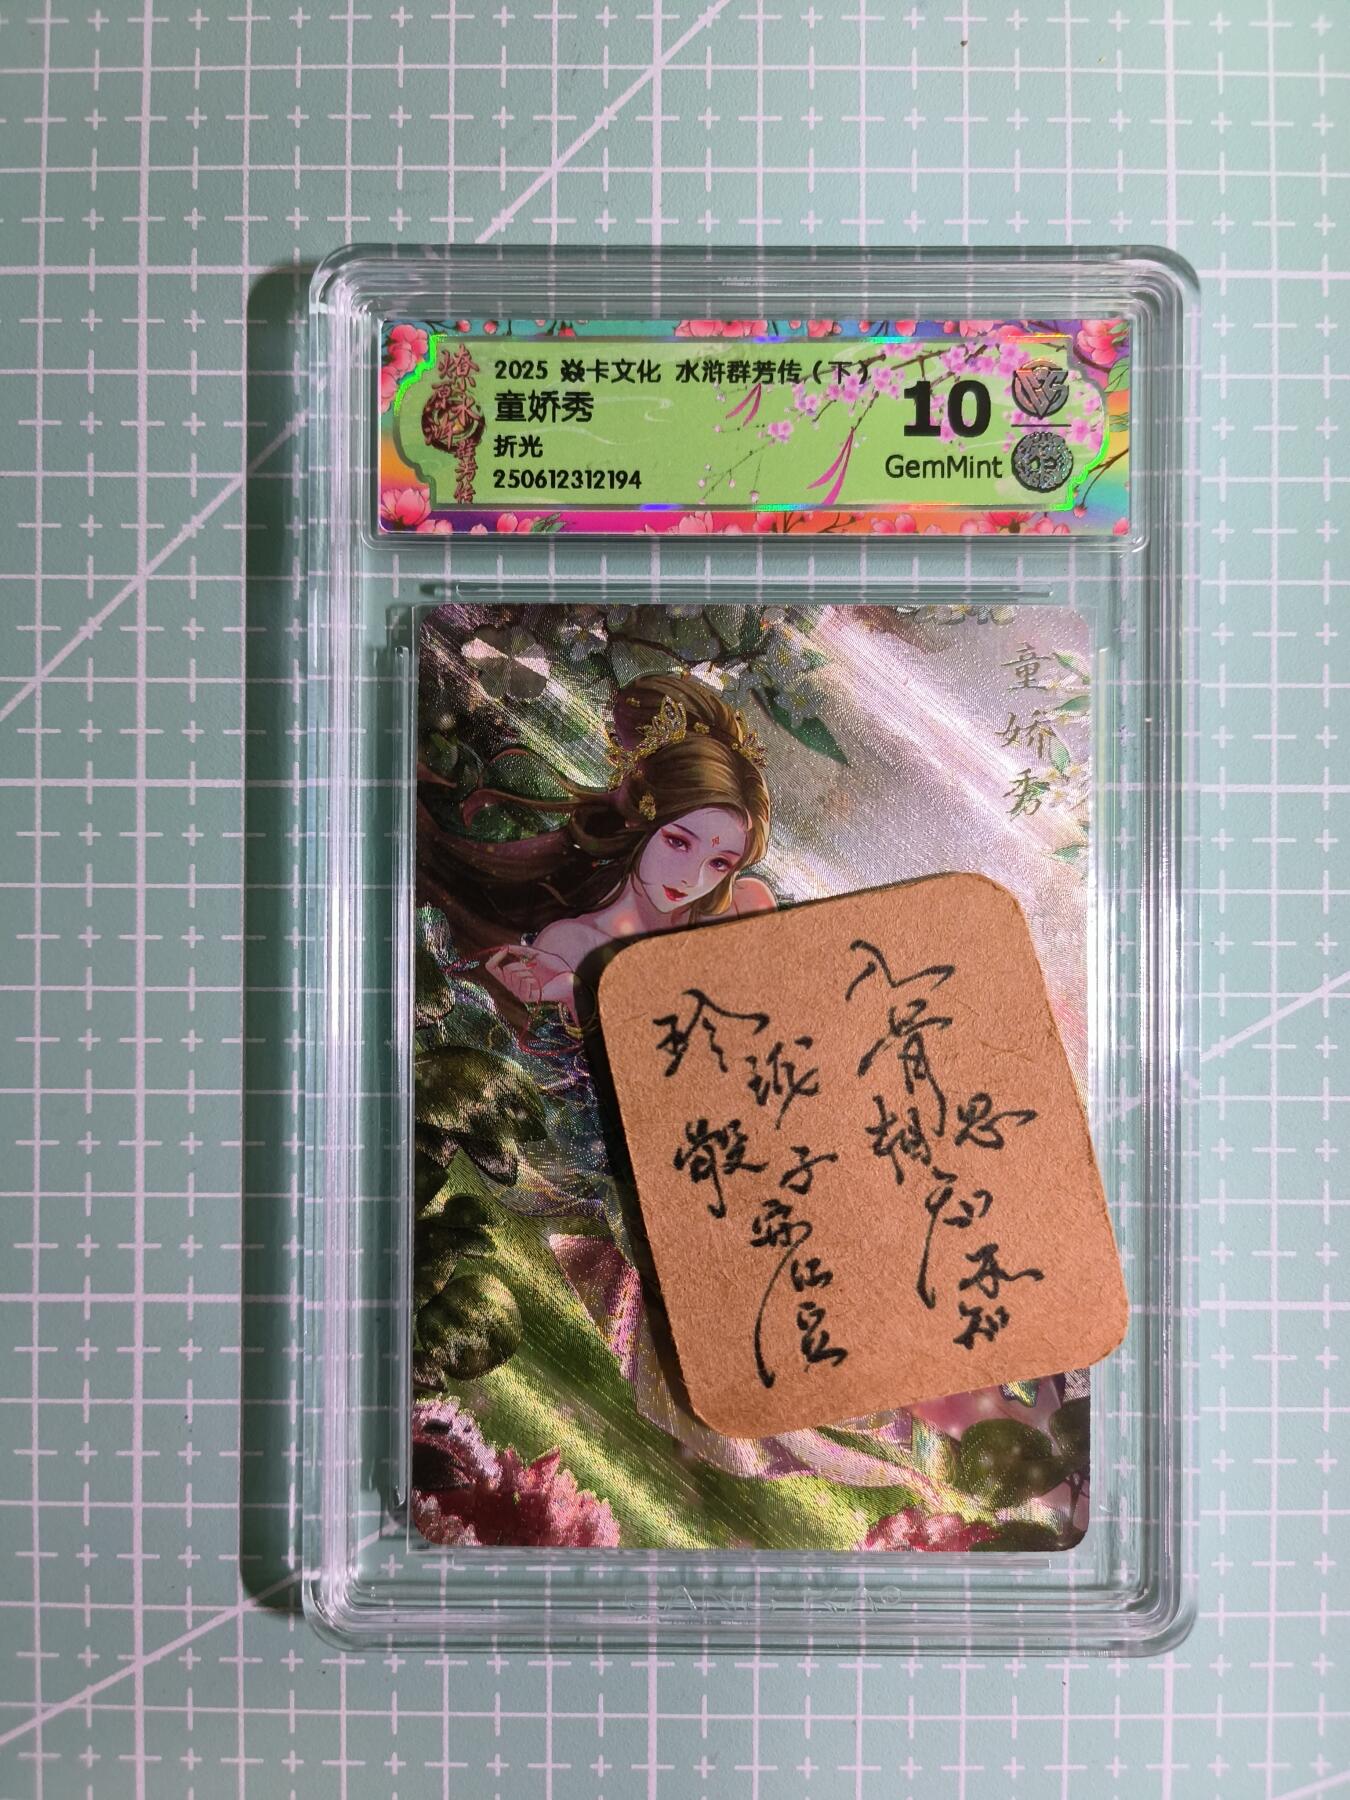 2025 焱卡文化 水浒群芳传（下）
童娇秀
折光
250612312194
10
GemMint
童娇秀
玲珑骰子安红豆
入骨相思知不知